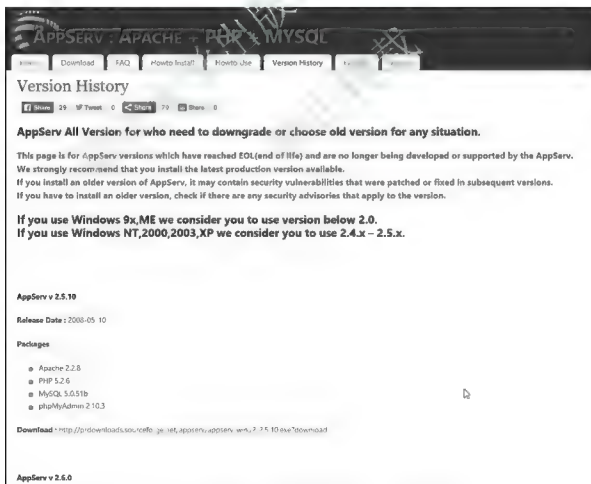 APPSERV : APACHE + PHP + MYSQL
Download FAQ Howto Install Howto Use Version History
Version History
Share 29 Tweet 0 Share 79 Share 0
AppServ All Version for who need to downgrade or choose old version for any situation.
This page is for AppServ versions which have reached EOL(end of life) and are no longer being developed or supported by the AppServ.
We strongly recommend that you install the latest production version available.
If you install an older version of AppServ, it may contain security vulnerabilities that were patched or fixed in subsequent versions.
If you have to install an older version, check if there are any security advisories that apply to the version.
If you use Windows 9x,ME we consider you to use version below 2.0.
If you use Windows NT,2000,2003,XP we consider you to use 2.4.x – 2.5.x.
AppServ v 2.5.10
Release Date : 2008-05-10
Packages
Apache 2.2.8
PHP 5.2.6
MySQL 5.0.51b
phpMyAdmin 2.10.3
Download :
AppServ v 2.6.0